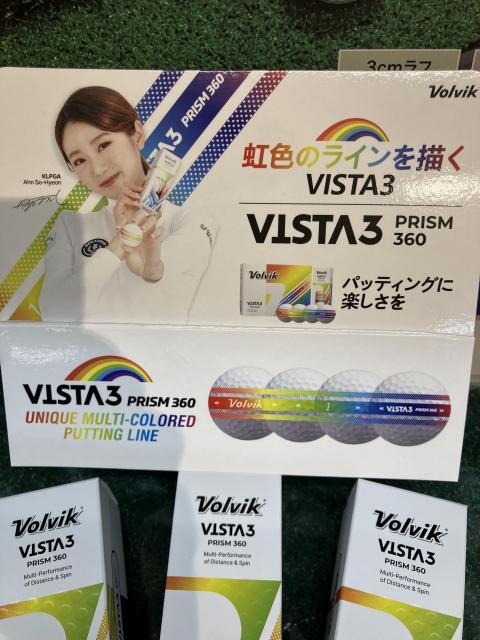 3cmラフ
Volvik
VISTA3 PRISM 360
KLPGA
Ahn So-Hyeon
Volvik
虹色のラインを描く
VISTA3
VISTA3 PRISM
360
Volvik
VISTA3
パッティングに
楽しさを
VISTA3 PRISM 360
UNIQUE MULTI-COLORED
PUTTING LINE
Volvik
1
VISTA3 PRISM 360
Volvik
VISTA3
PRISM 360
Multi-Performance
of Distance & Spin
Volvik
VISTA3
PRISM 360
Multi-Performance
of Distance & Spin
Volvik
VISTA3
PRISM 360
Multi-Performance
of Distance & Spin